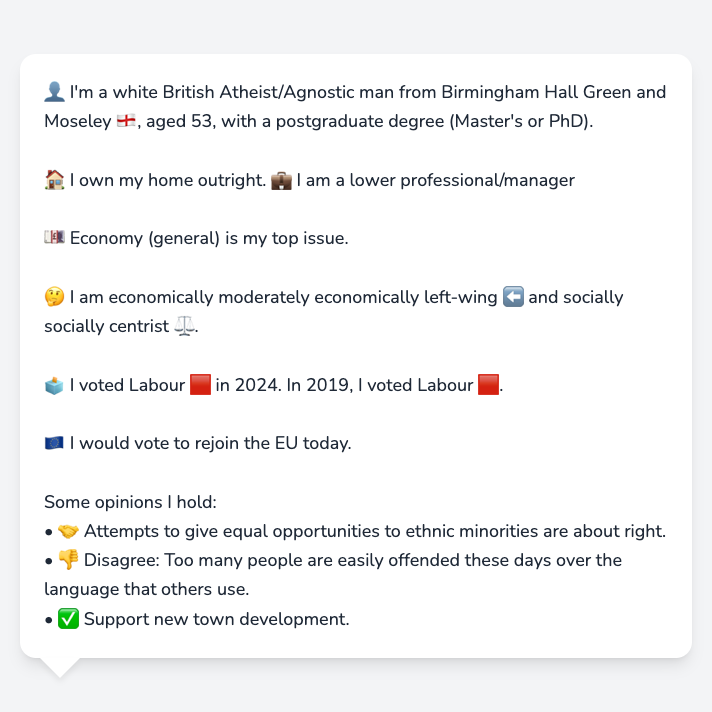 👤 I'm a white British Atheist/Agnostic man from Birmingham Hall Green and
Moseley 🏴󠁧󠁢󠁥󠁮󠁧󠁿, aged 53, with a postgraduate degree (Master's or PhD).
🏠 I own my home outright. 💼 I am a lower professional/manager
💷 Economy (general) is my top issue.
🤔 I am economically moderately economically left-wing ⬅️ and socially
socially centrist ⚖️.
🗳️ I voted Labour 🟥 in 2024. In 2019, I voted Labour 🟥.
🇪🇺 I would vote to rejoin the EU today.
Some opinions I hold:
• 🤝 Attempts to give equal opportunities to ethnic minorities are about right.
• 👎 Disagree: Too many people are easily offended these days over the
language that others use.
• ✅ Support new town development.